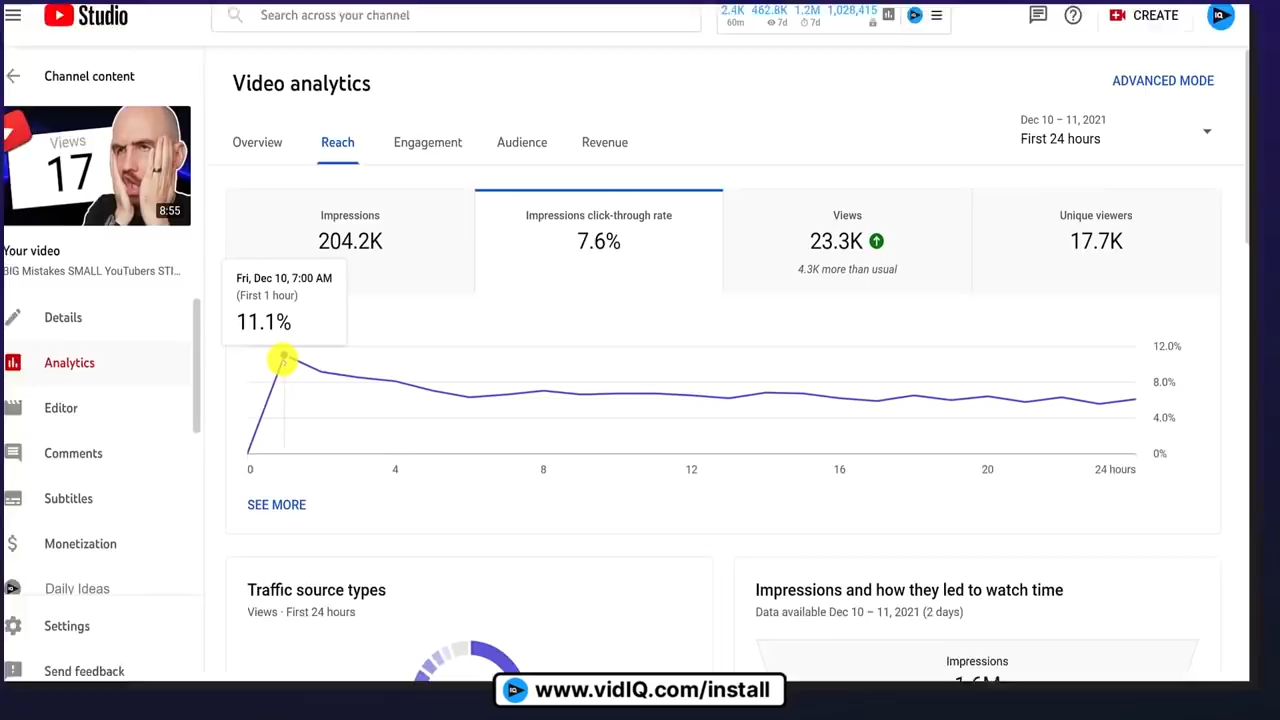 Studio
Search across your channel
2.4K 462.8K 1.2M 1,028,415
60m 7d 7d
CREATE
Channel content
Views
17
8:55
Your video
BIG Mistakes SMALL YouTubers STI...
Details
Analytics
Editor
Comments
Subtitles
Monetization
Daily Ideas
Settings
Send feedback
Video analytics
ADVANCED MODE
Overview
Reach
Engagement
Audience
Revenue
Dec 10 – 11, 2021
First 24 hours
Impressions
204.2K
Impressions click-through rate
7.6%
Views
23.3K
4.3K more than usual
Unique viewers
17.7K
Fri, Dec 10, 7:00 AM
(First 1 hour)
11.1%
12.0%
8.0%
4.0%
0%
0 4 8 12 16 20 24 hours
SEE MORE
Traffic source types
Views · First 24 hours
Impressions and how they led to watch time
Data available Dec 10 – 11, 2021 (2 days)
Impressions
1.6M
www.vidIQ.com/install